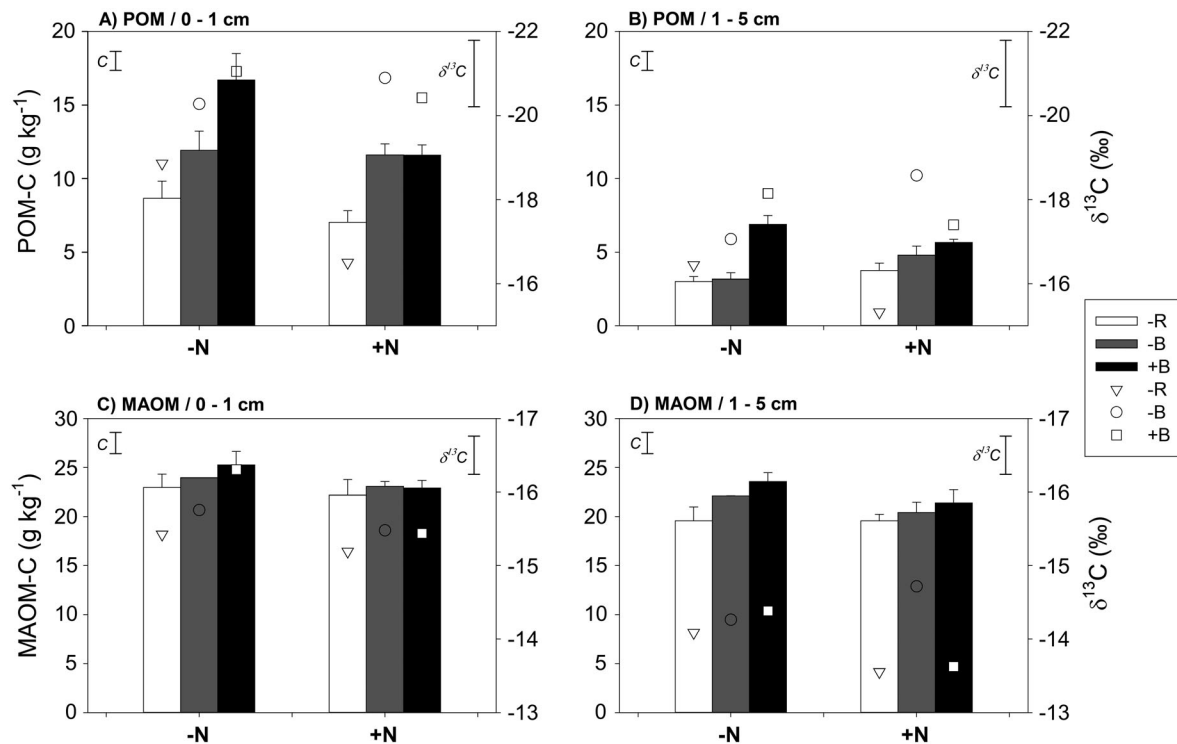 A) POM / 0 - 1 cm
B) POM / 1 - 5 cm
20
15
10
5
0
POM-C (g kg⁻¹)
C
δ¹³C
-N
+N
-22
-20
-18
-16
20
15
10
5
0
C
δ¹³C
-N
+N
-22
-20
-18
-16
δ¹³C (‰)
-R
-B
+B
-R
-B
+B
C) MAOM / 0 - 1 cm
D) MAOM / 1 - 5 cm
30
25
20
15
10
5
0
MAOM-C (g kg⁻¹)
C
δ¹³C
-N
+N
-17
-16
-15
-14
-13
30
25
20
15
10
5
0
C
δ¹³C
-N
+N
-17
-16
-15
-14
-13
δ¹³C (‰)